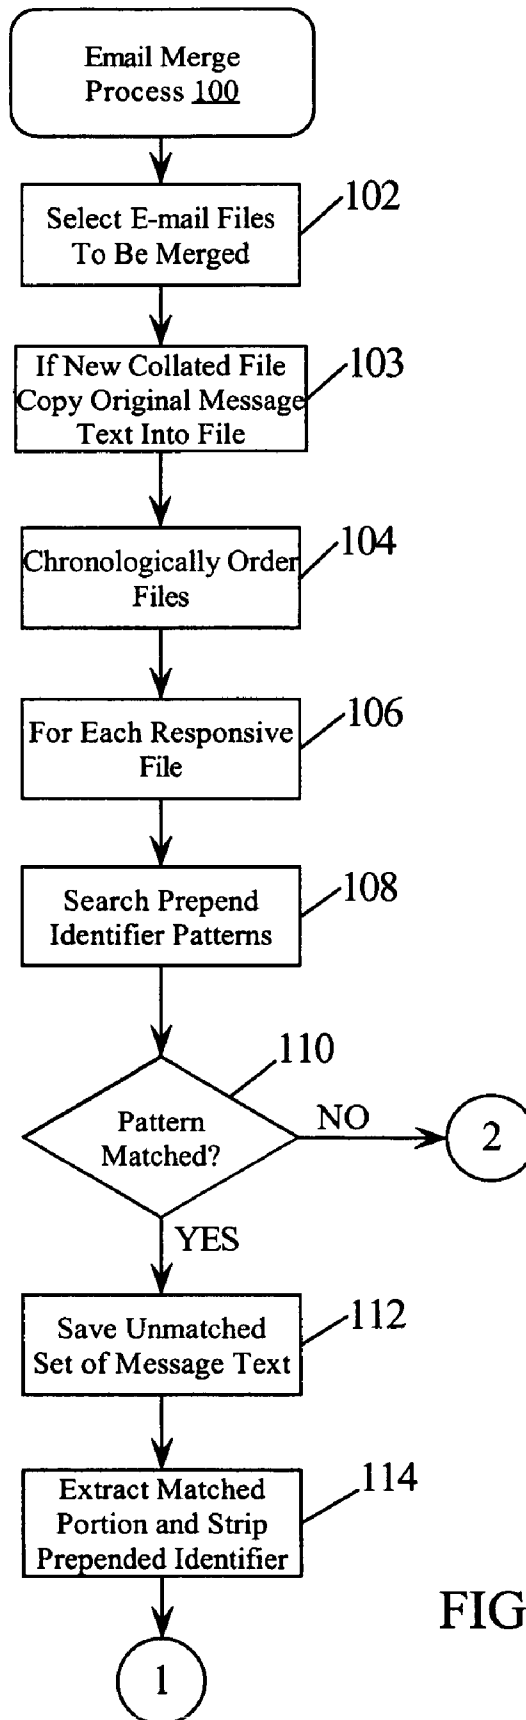 Email Merge
Process 100
102
Select E-mail Files
To Be Merged
103
If New Collated File
Copy Original Message
Text Into File
104
Chronologically Order
Files
106
For Each Responsive
File
108
Search Prepend
Identifier Patterns
110
Pattern
Matched?
NO
2
YES
112
Save Unmatched
Set of Message Text
114
Extract Matched
Portion and Strip
Prepended Identifier
FIG
1